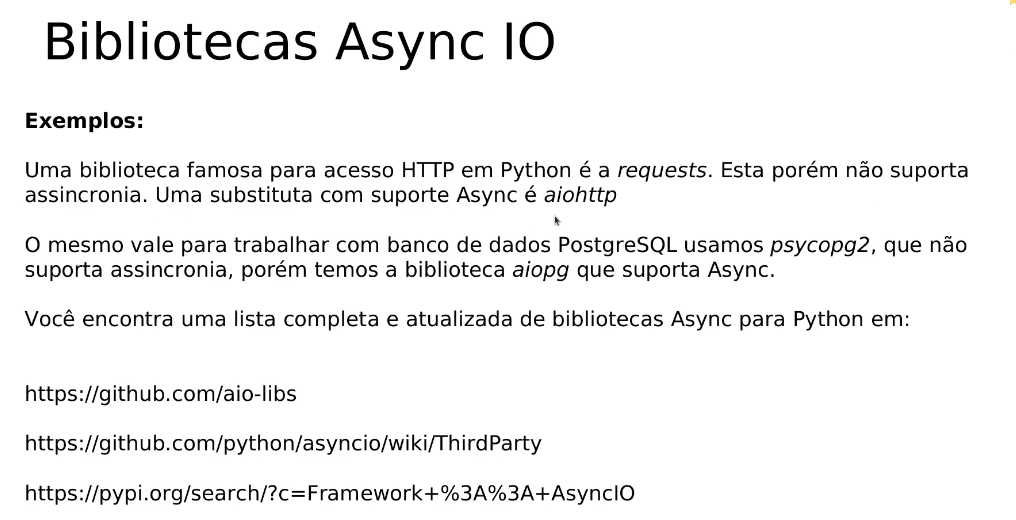 Bibliotecas Async IO
Exemplos:
Uma biblioteca famosa para acesso HTTP em Python é a requests. Esta porém não suporta
assincronia. Uma substituta com suporte Async é aiohttp
O mesmo vale para trabalhar com banco de dados PostgreSQL usamos psycopg2, que não
suporta assincronia, porém temos a biblioteca aiopg que suporta Async.
Você encontra uma lista completa e atualizada de bibliotecas Async para Python em:
https://github.com/aio-libs
https://github.com/python/asyncio/wiki/ThirdParty
https://pypi.org/search/?c=Framework+%3A%3A+AsyncIO